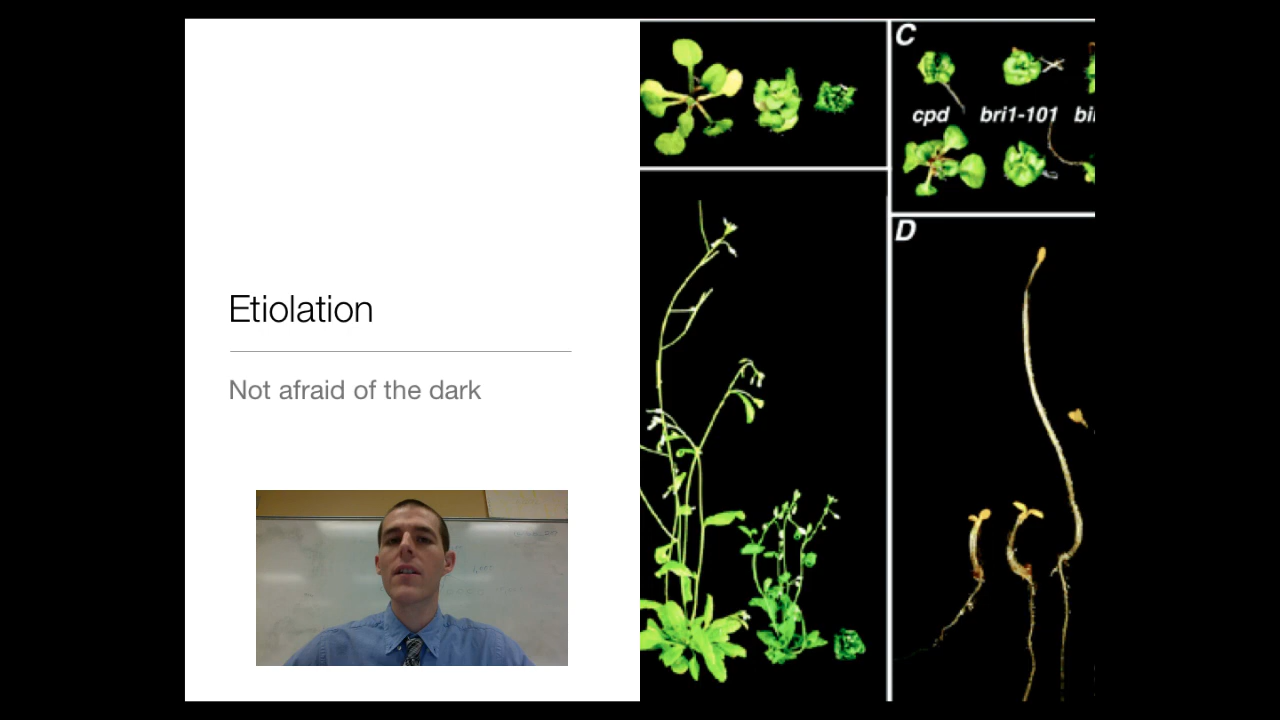 Etiolation
Not afraid of the dark
C
cpd bri1-101
D